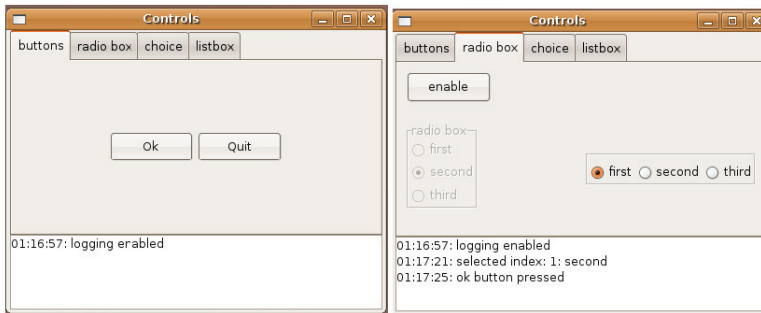 Controls
buttons radio box choice listbox
Ok Quit
01:16:57: logging enabled
Controls
buttons radio box choice listbox
enable
radio box
first
second
third
first second third
01:16:57: logging enabled
01:17:21: selected index: 1: second
01:17:25: ok button pressed